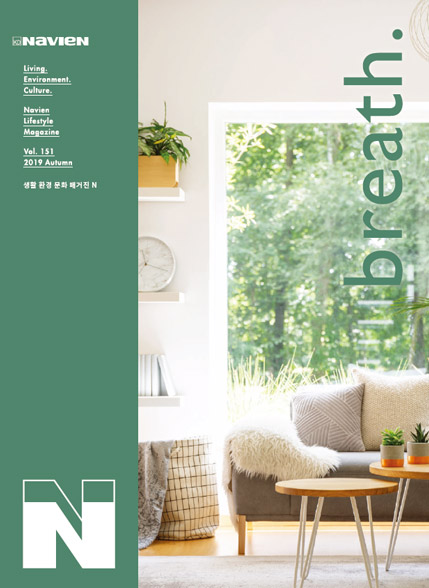 KD NAVIEN
Living.
Environment.
Culture.
Navien
Lifestyle
Magazine
Vol. 151
2019 Autumn
생활 환경 문화 매거진 N
breath.
N